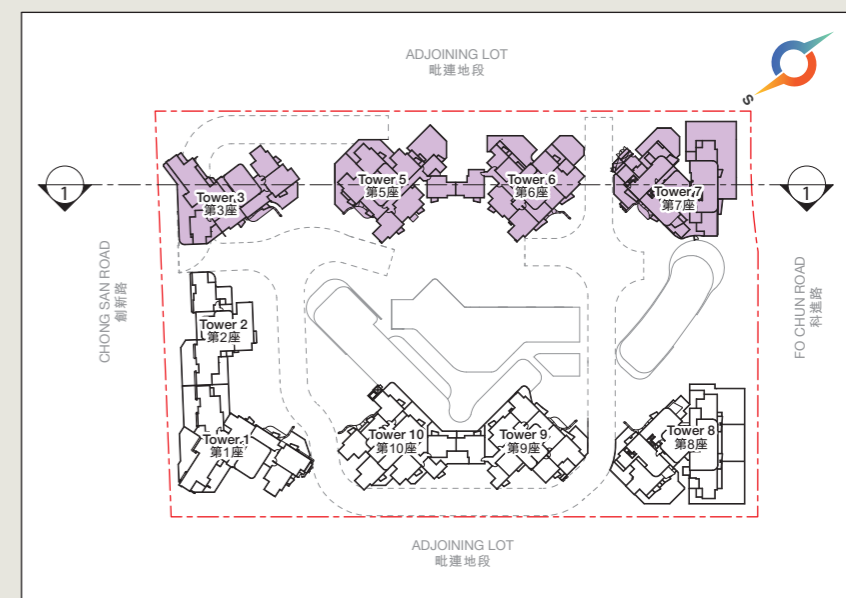 ADJOINING LOT
毗連地段
S
1
1
Tower 3
第3座
Tower 5
第5座
Tower 6
第6座
Tower 7
第7座
CHONG SAN ROAD
創新路
FO CHUN ROAD
科進路
Tower 2
第2座
Tower 1
第1座
Tower 10
第10座
Tower 9
第9座
Tower 8
第8座
ADJOINING LOT
毗連地段